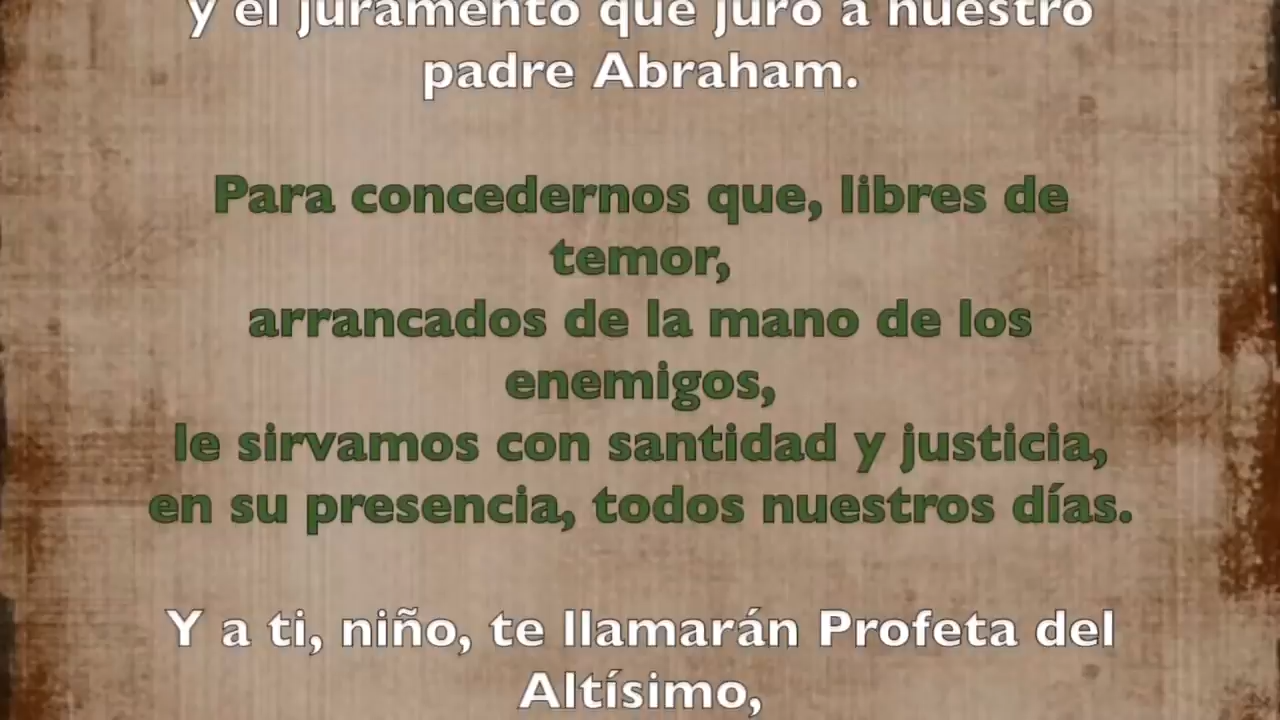 y el juramento que juró a nuestro
padre Abraham.
Para concedernos que, libres de
temor,
arrancados de la mano de los
enemigos,
le sirvamos con santidad y justicia,
en su presencia, todos nuestros días.
Y a ti, niño, te llamarán Profeta del
Altísimo,